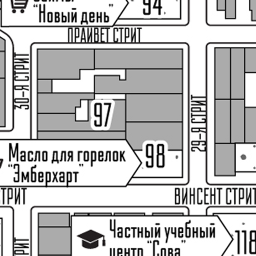 "Новый день"
94
ПРАЙВЕТ СТРИТ
30-Я СТРИТ
29-Я СТРИТ
97
Масло для горелок
"Эмберхарт"
98
ТРИТ
ВИНСЕНТ СТРИТ
Частный учебный
центр "Сова"
118